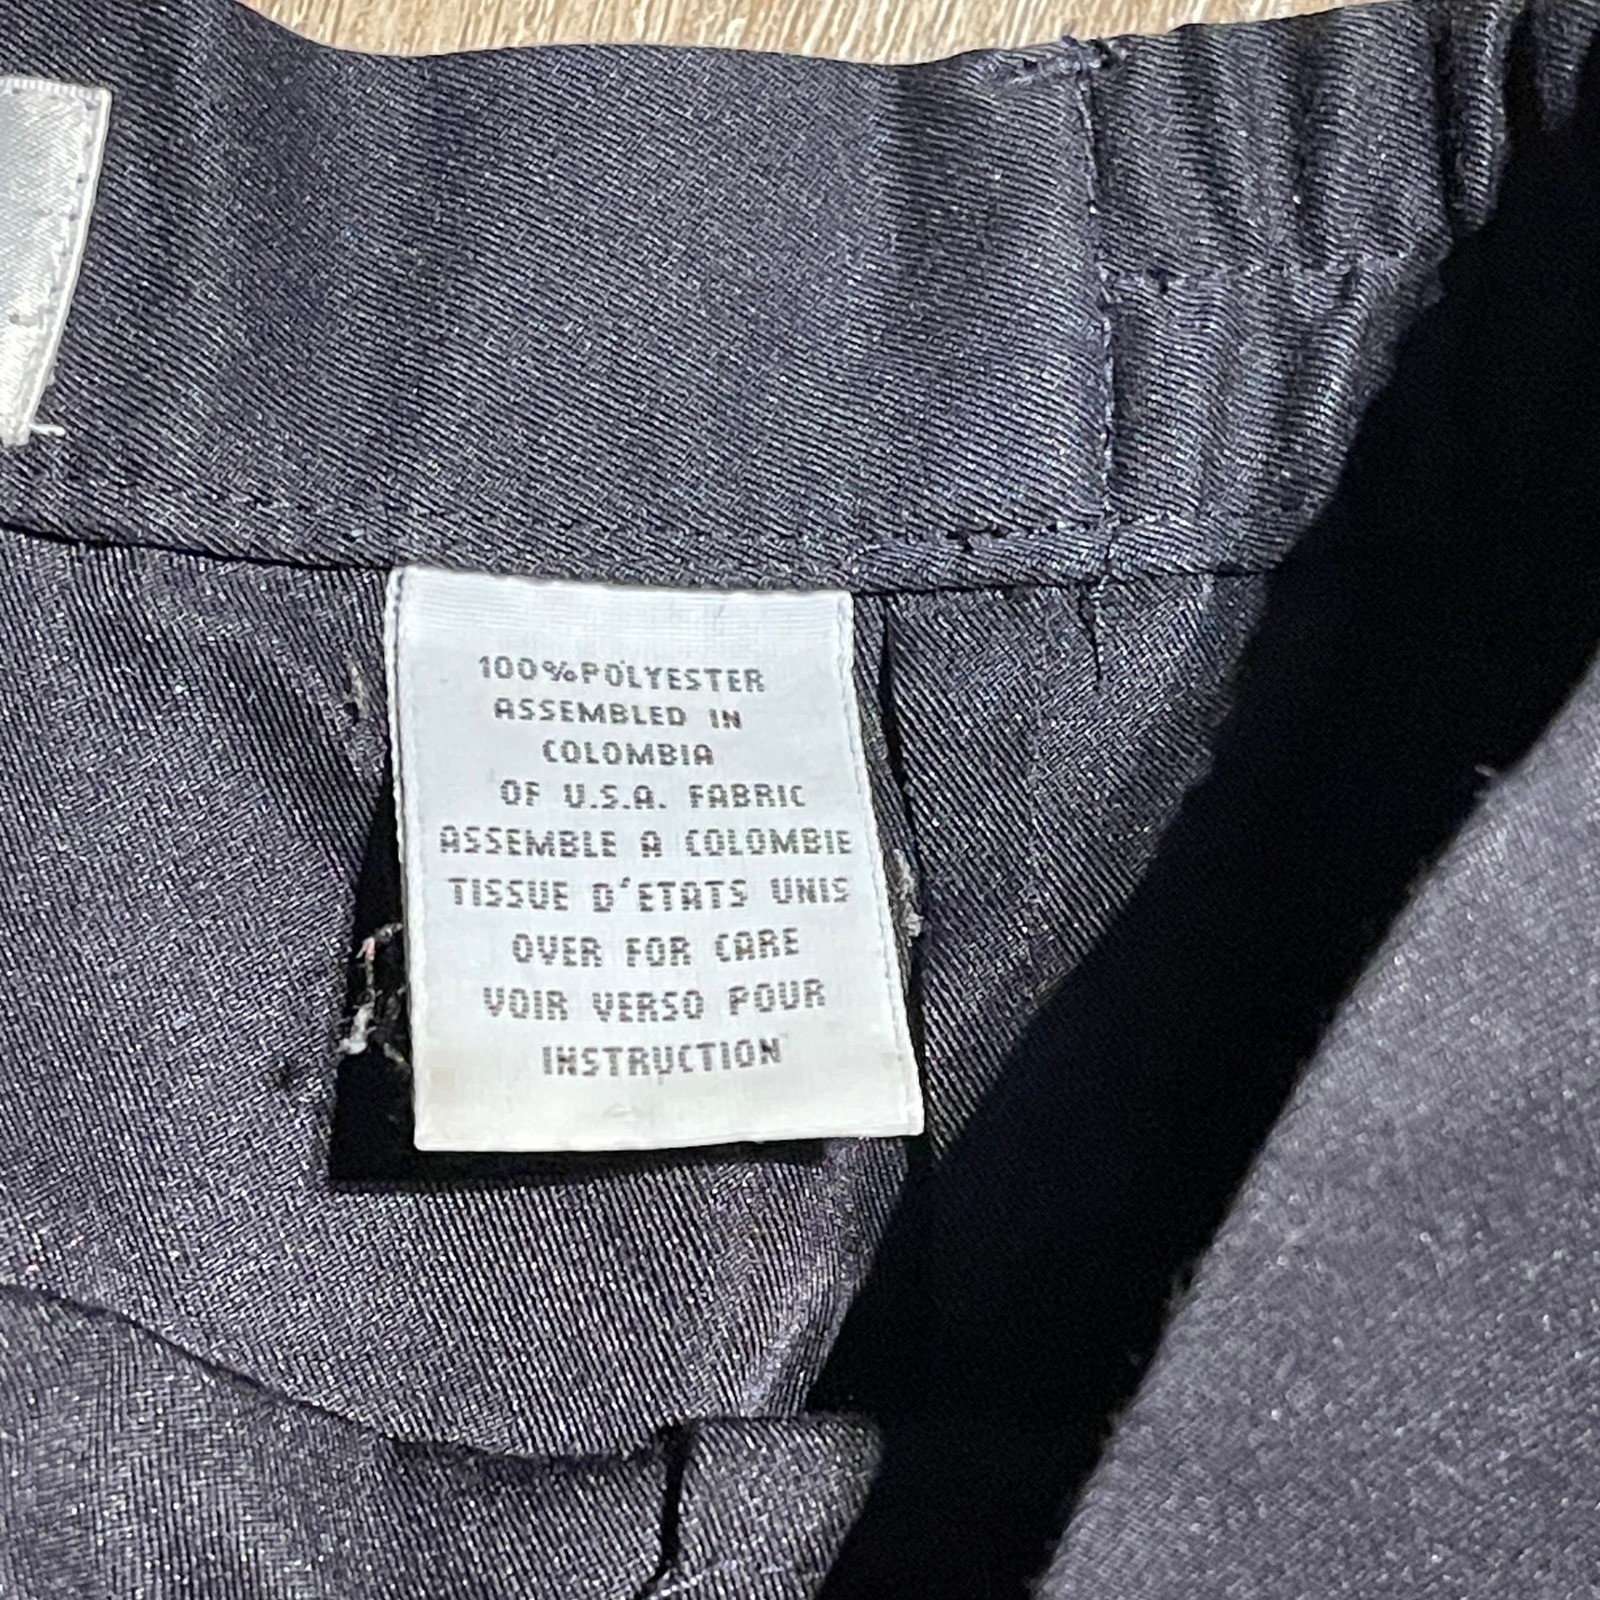 100%POLYESTER
ASSEMBLED IN
COLOMBIA
OF U.S.A. FABRIC
ASSEMBLE A COLOMBIE
TISSUE D'ETATS UNIS
OVER FOR CARE
VOIR VERSO POUR
INSTRUCTION